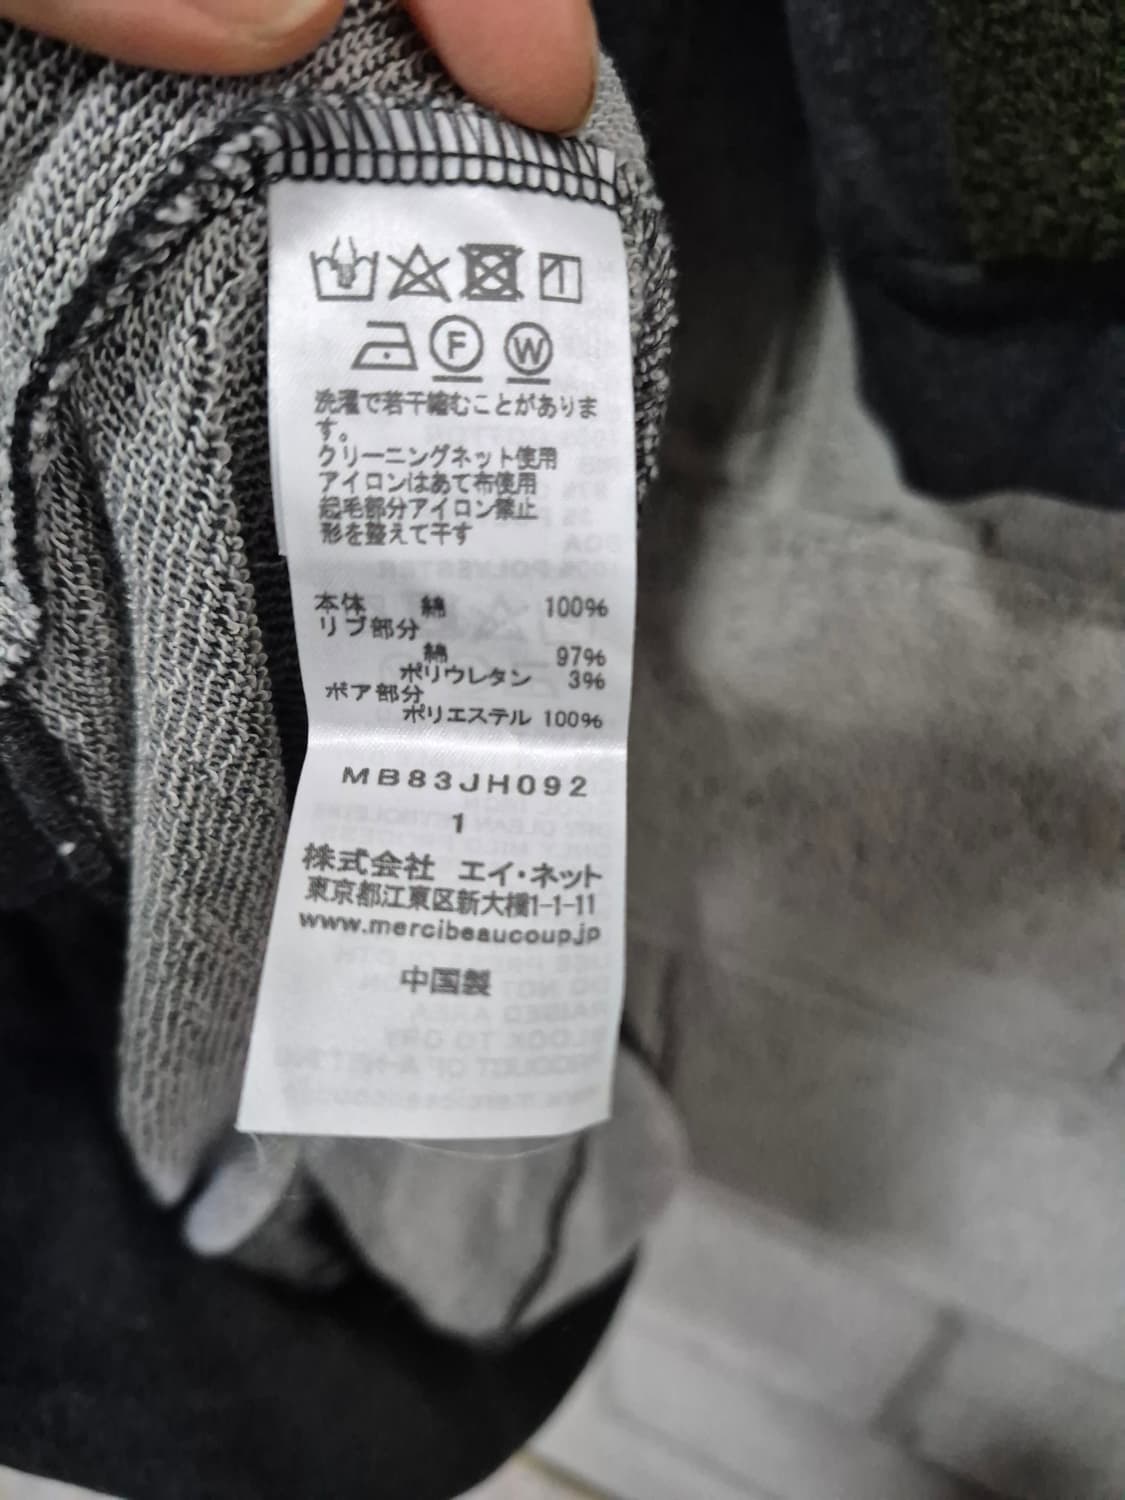 F W
洗濯で若干縮むことがありま
す。
クリーニングネット使用
アイロンはあて布使用
起毛部分アイロン禁止
形を整えて干す
本体 綿 100%
リブ部分
綿 97%
ポリウレタン 3%
ボア部分
ポリエステル 100%
MB83JH092
1
株式会社 エイ・ネット
東京都江東区新大橋1-1-11
www.mercibeaucoup.jp
中国製